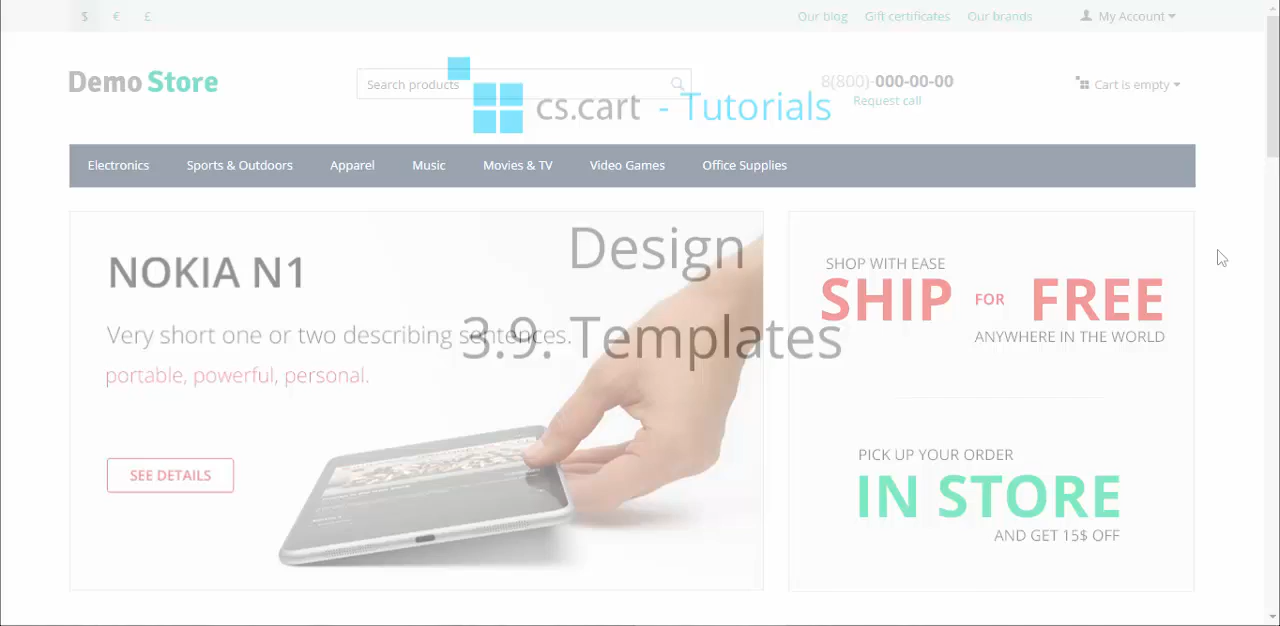 $ € £
Our blog Gift certificates Our brands My Account
Demo Store
Search products
8(800)-000-00-00
Request call
Cart is empty
cs.cart - Tutorials
Electronics Sports & Outdoors Apparel Music Movies & TV Video Games Office Supplies
Design
3.9. Templates
NOKIA N1
Very short one or two describing sentences.
portable, powerful, personal.
SEE DETAILS
SHOP WITH EASE
SHIP FOR FREE
ANYWHERE IN THE WORLD
PICK UP YOUR ORDER
IN STORE
AND GET 15$ OFF